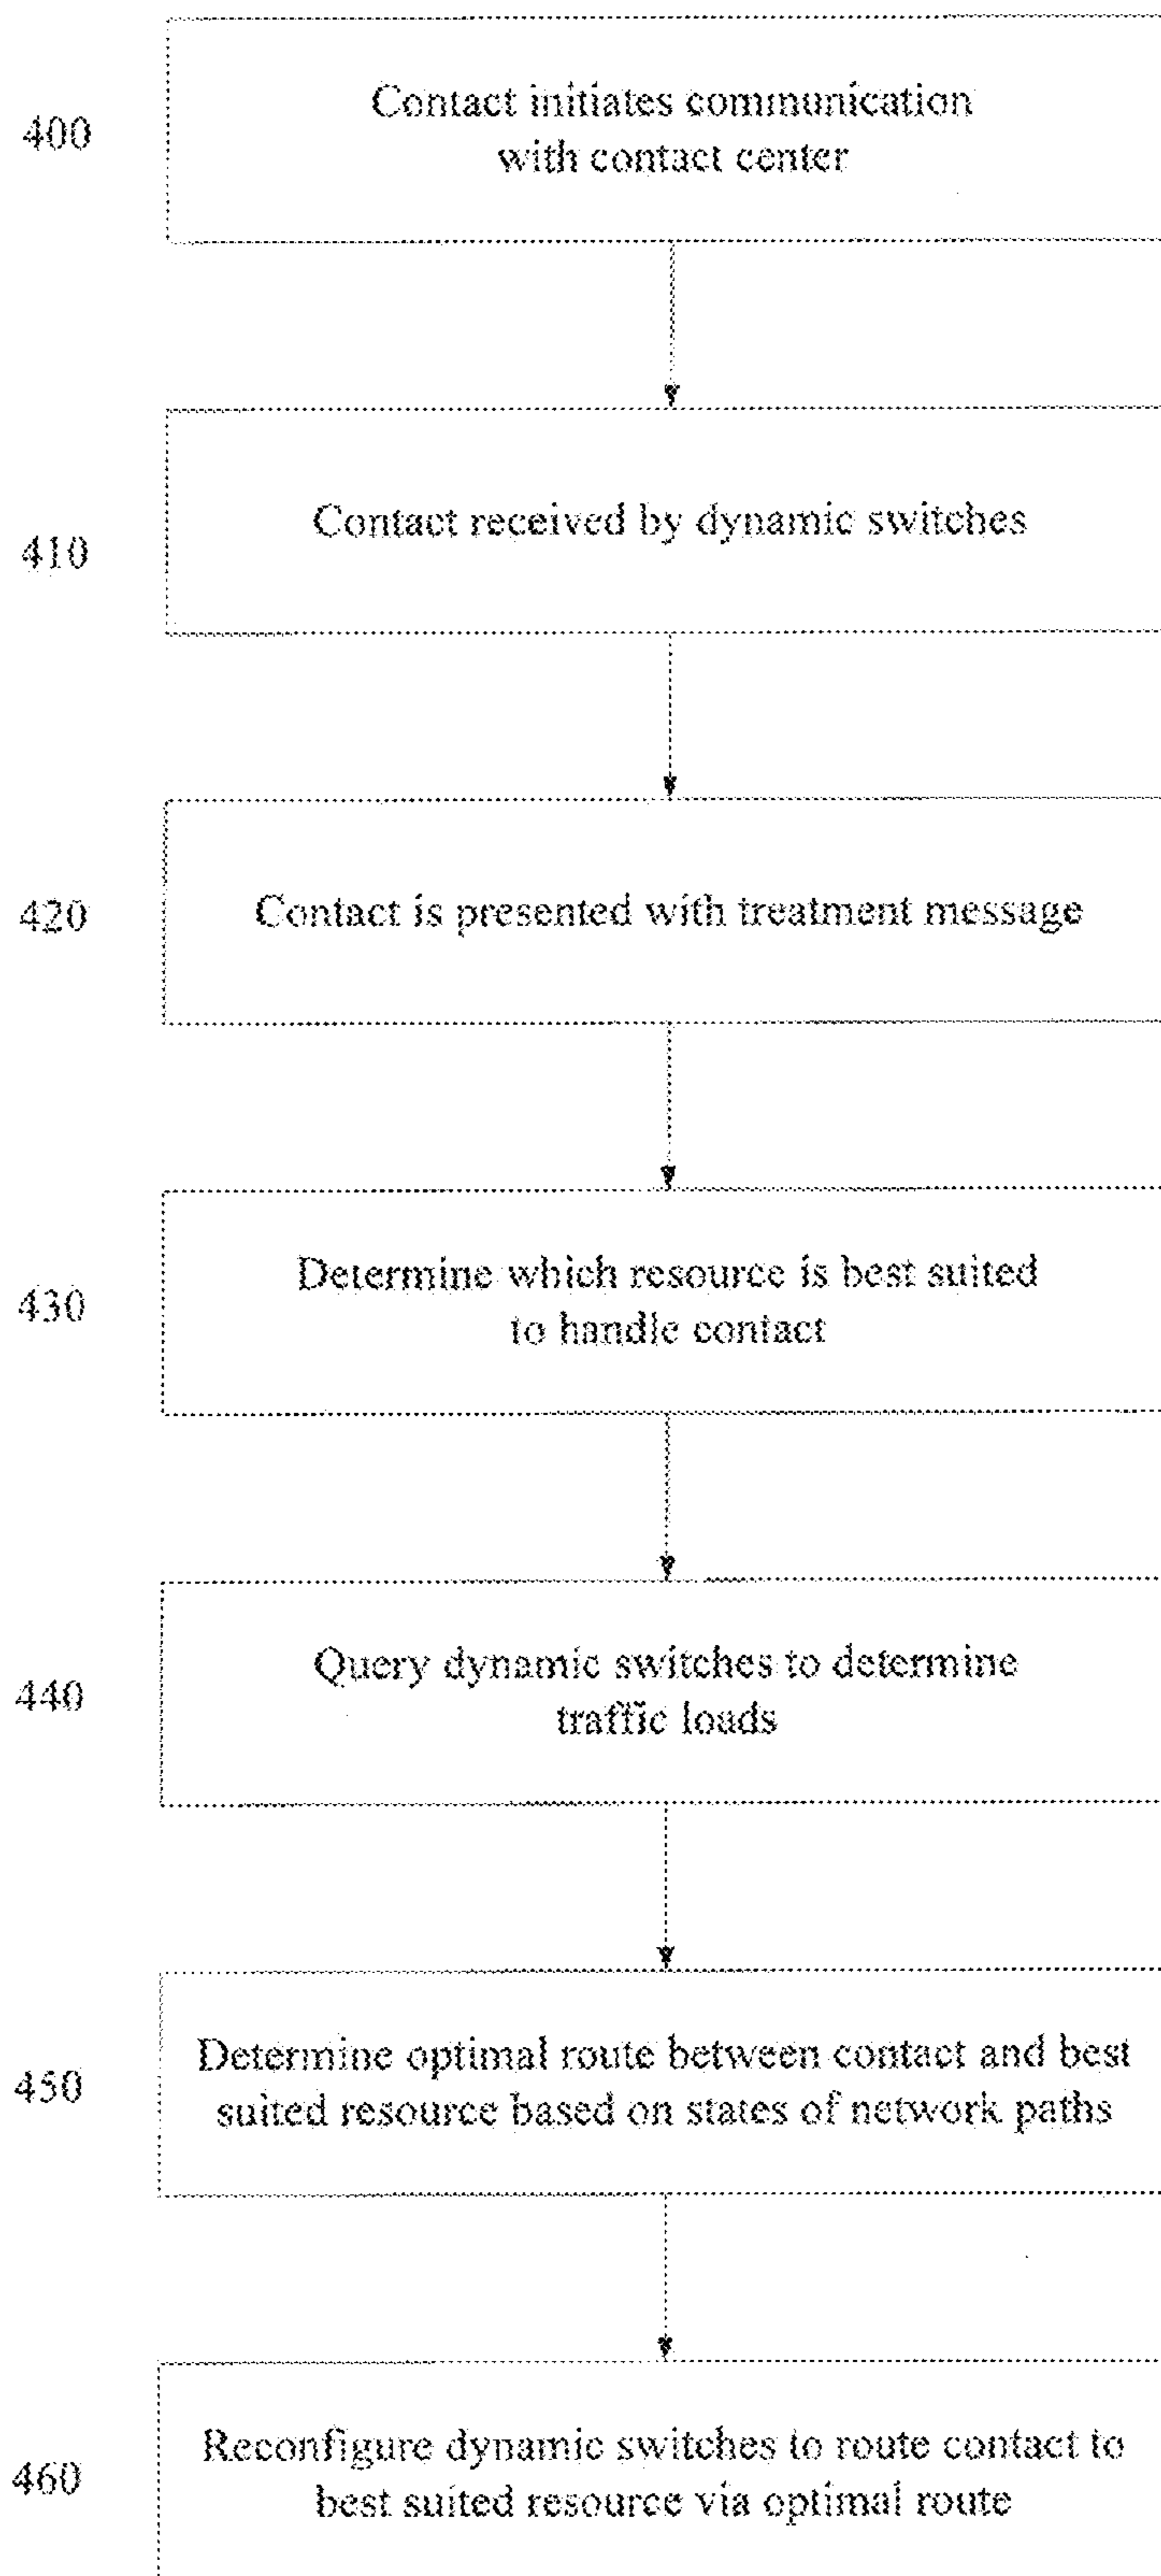 400
Contact initiates communication
with contact center
410
Contact received by dynamic switches
420
Contact is presented with treatment message
430
Determine which resource is best suited
to handle contact
440
Query dynamic switches to determine
traffic loads
450
Determine optimal route between contact and best
suited resource based on states of network paths
460
Reconfigure dynamic switches to route contact to
best suited resource via optimal route